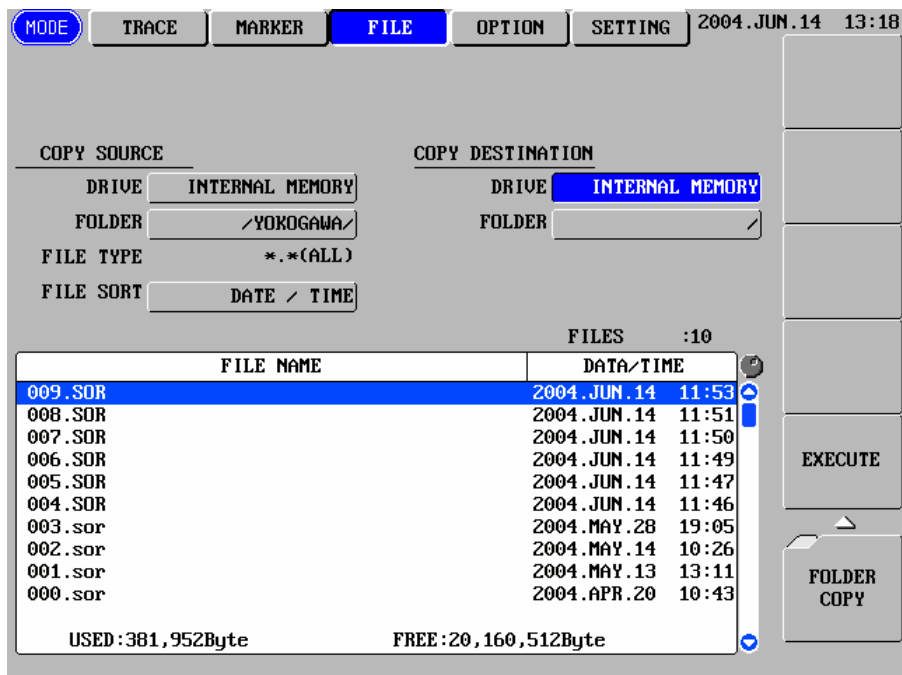 MODE TRACE MARKER FILE OPTION SETTING 2004.JUN.14 13:18
COPY SOURCE
DRIVE INTERNAL MEMORY
FOLDER /YOKOGAWA/
FILE TYPE *.*(ALL)
FILE SORT DATE / TIME
COPY DESTINATION
DRIVE INTERNAL MEMORY
FOLDER /
FILES :10
FILE NAME DATA/TIME
009.SOR 2004.JUN.14 11:53
008.SOR 2004.JUN.14 11:51
007.SOR 2004.JUN.14 11:50
006.SOR 2004.JUN.14 11:49
005.SOR 2004.JUN.14 11:47
004.SOR 2004.JUN.14 11:46
003.sor 2004.MAY.28 19:05
002.sor 2004.MAY.14 10:26
001.sor 2004.MAY.13 13:11
000.sor 2004.APR.20 10:43
USED:381,952Byte FREE:20,160,512Byte
EXECUTE
FOLDER
COPY